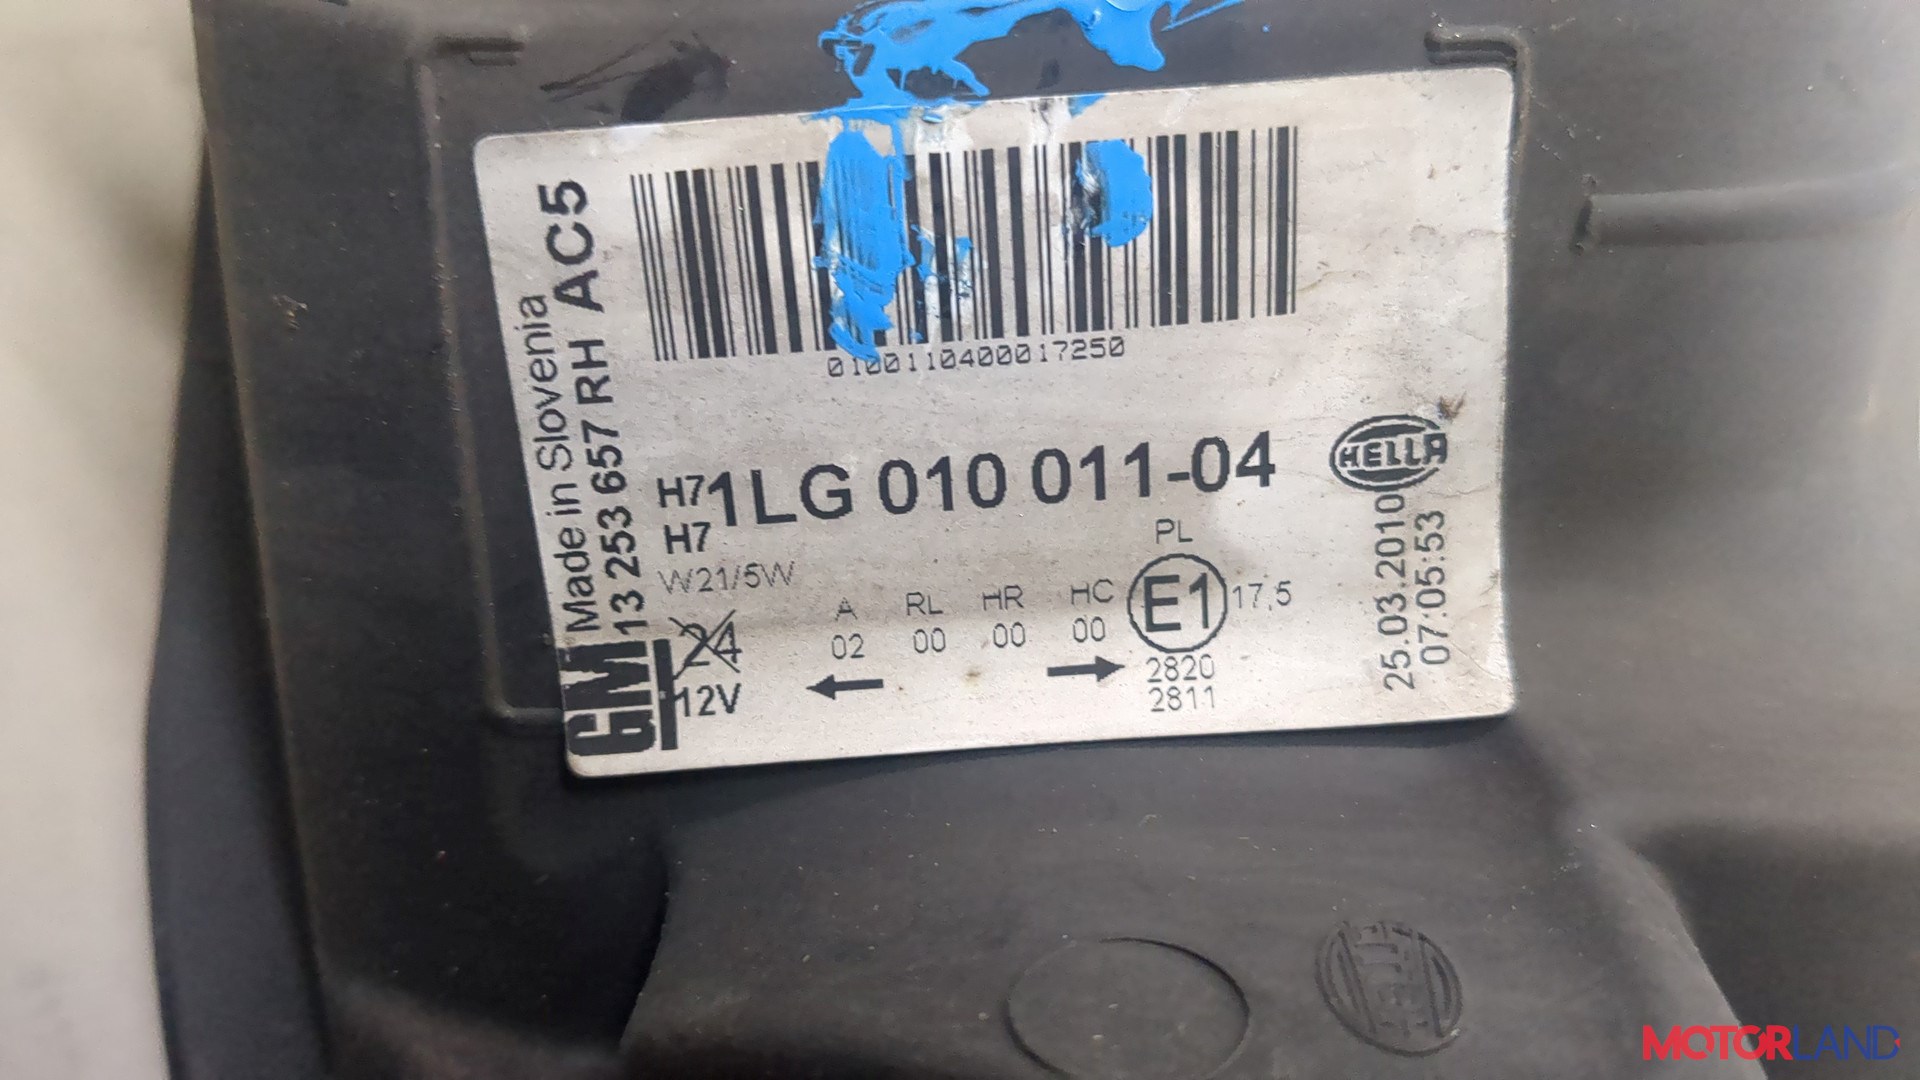 Made in Slovenia
13 253 657 RH AC5
GM
0100110400017250
H7 1LG 010 011-04
H7
W21/5W
24
12V
A RL HR HC
02 00 00 00
PL
E1 17,5
2820
2811
HELLA
25.03.2010
07:05:53
HELLA
MOTORLAND